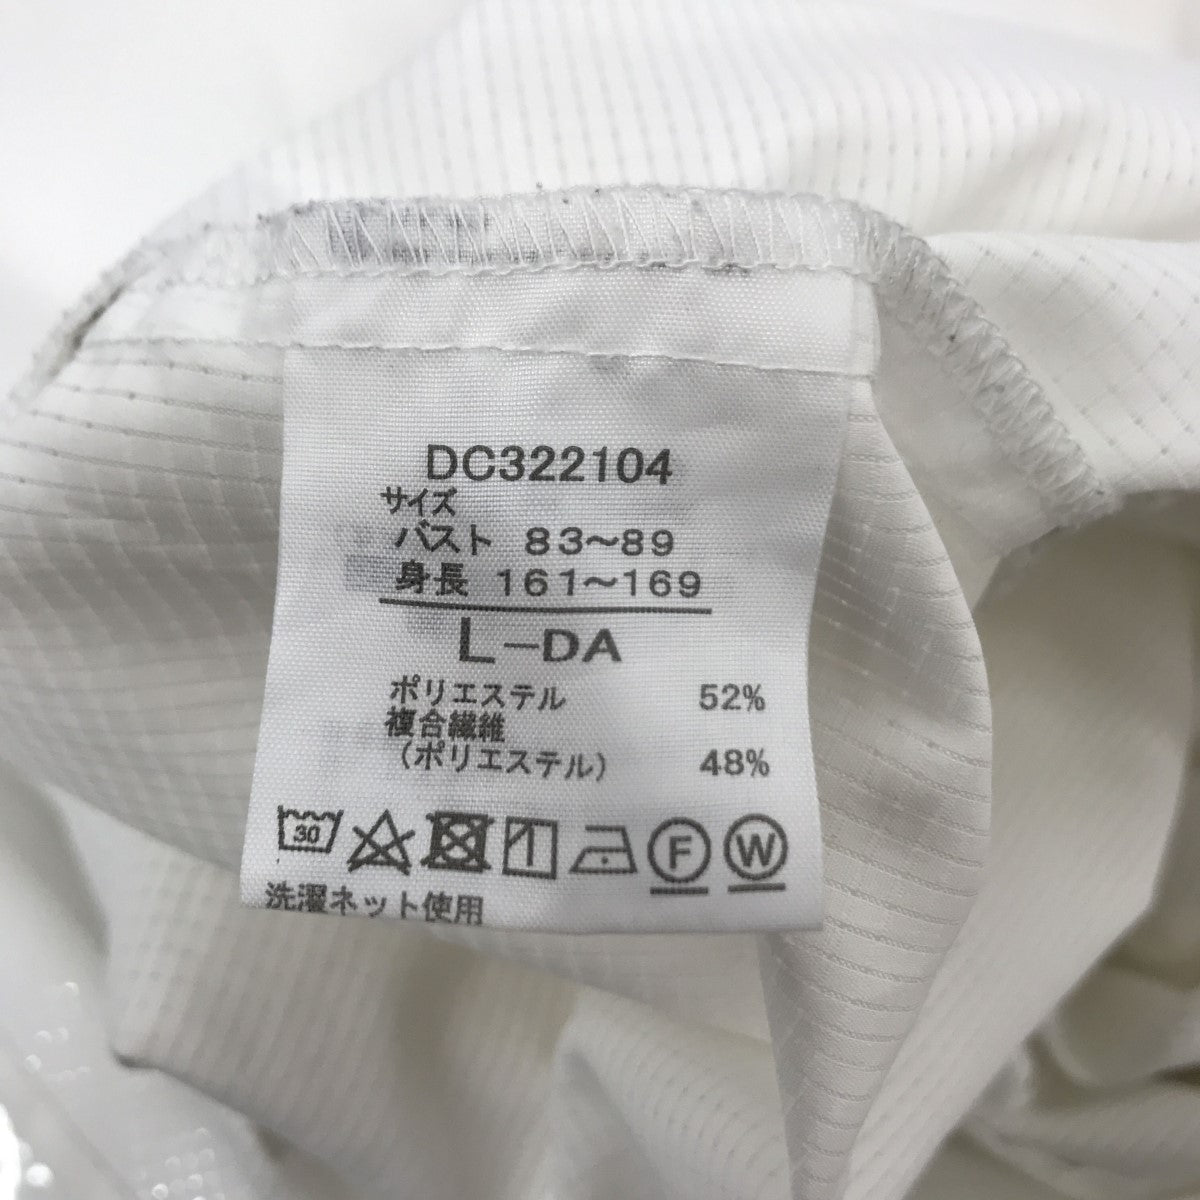 DC322104
サイズ
バスト 83～89
身長 161～169
L-DA
ポリエステル 52%
複合繊維
(ポリエステル) 48%
30 F W
洗濯ネット使用